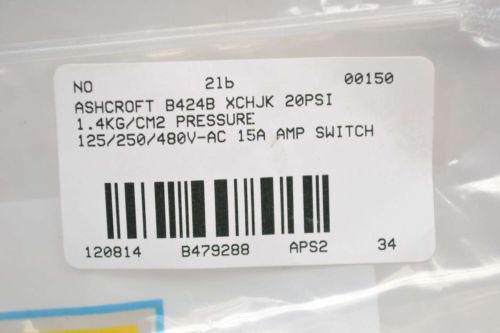 NO 2lb 00150
ASHCROFT B424B XCHJK 20PSI
1.4KG/CM2 PRESSURE
125/250/480V-AC 15A AMP SWITCH
120814 B479288 APS2 34